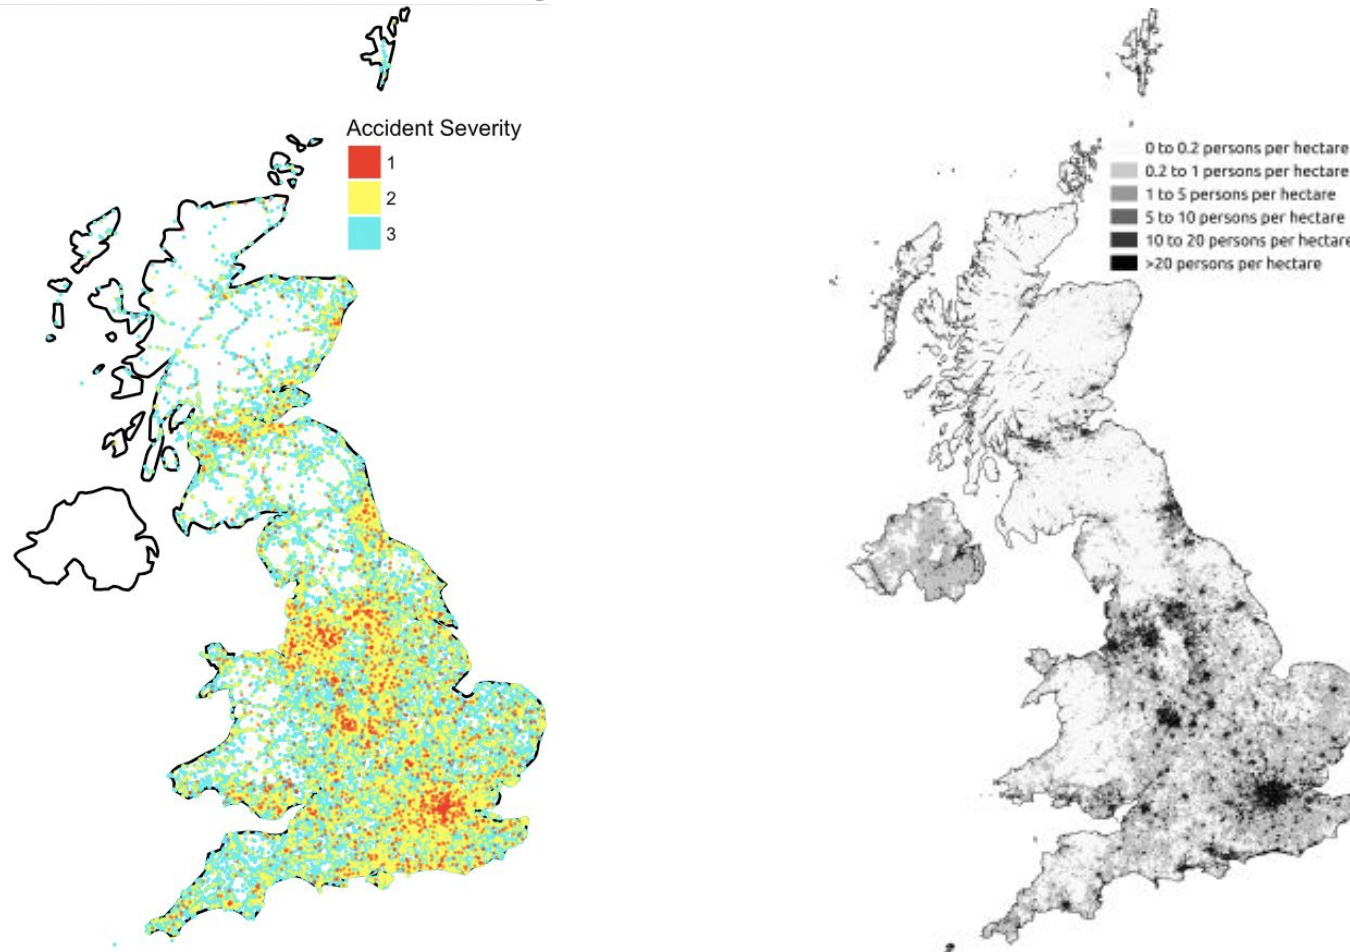 Accident Severity
1
2
3
0 to 0.2 persons per hectare
0.2 to 1 persons per hectare
1 to 5 persons per hectare
5 to 10 persons per hectare
10 to 20 persons per hectare
>20 persons per hectare